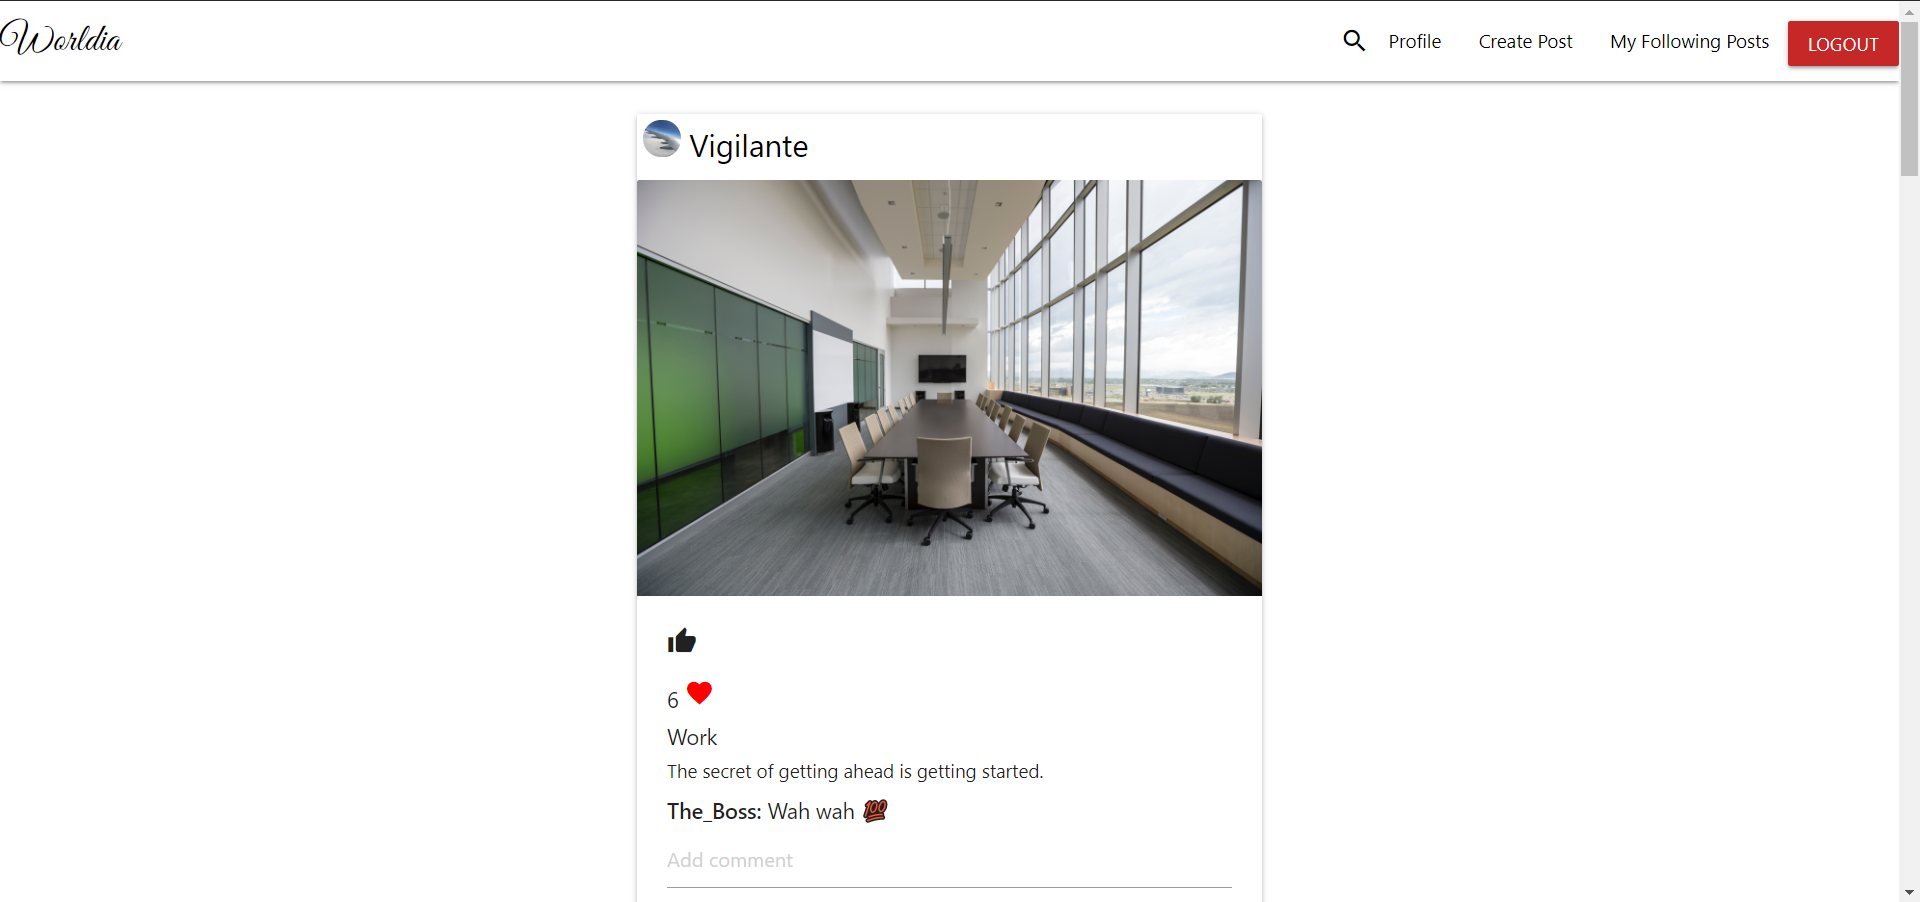 Worldia
Profile Create Post My Following Posts LOGOUT
Vigilante
6
Work
The secret of getting ahead is getting started.
The_Boss: Wah wah 💯
Add comment